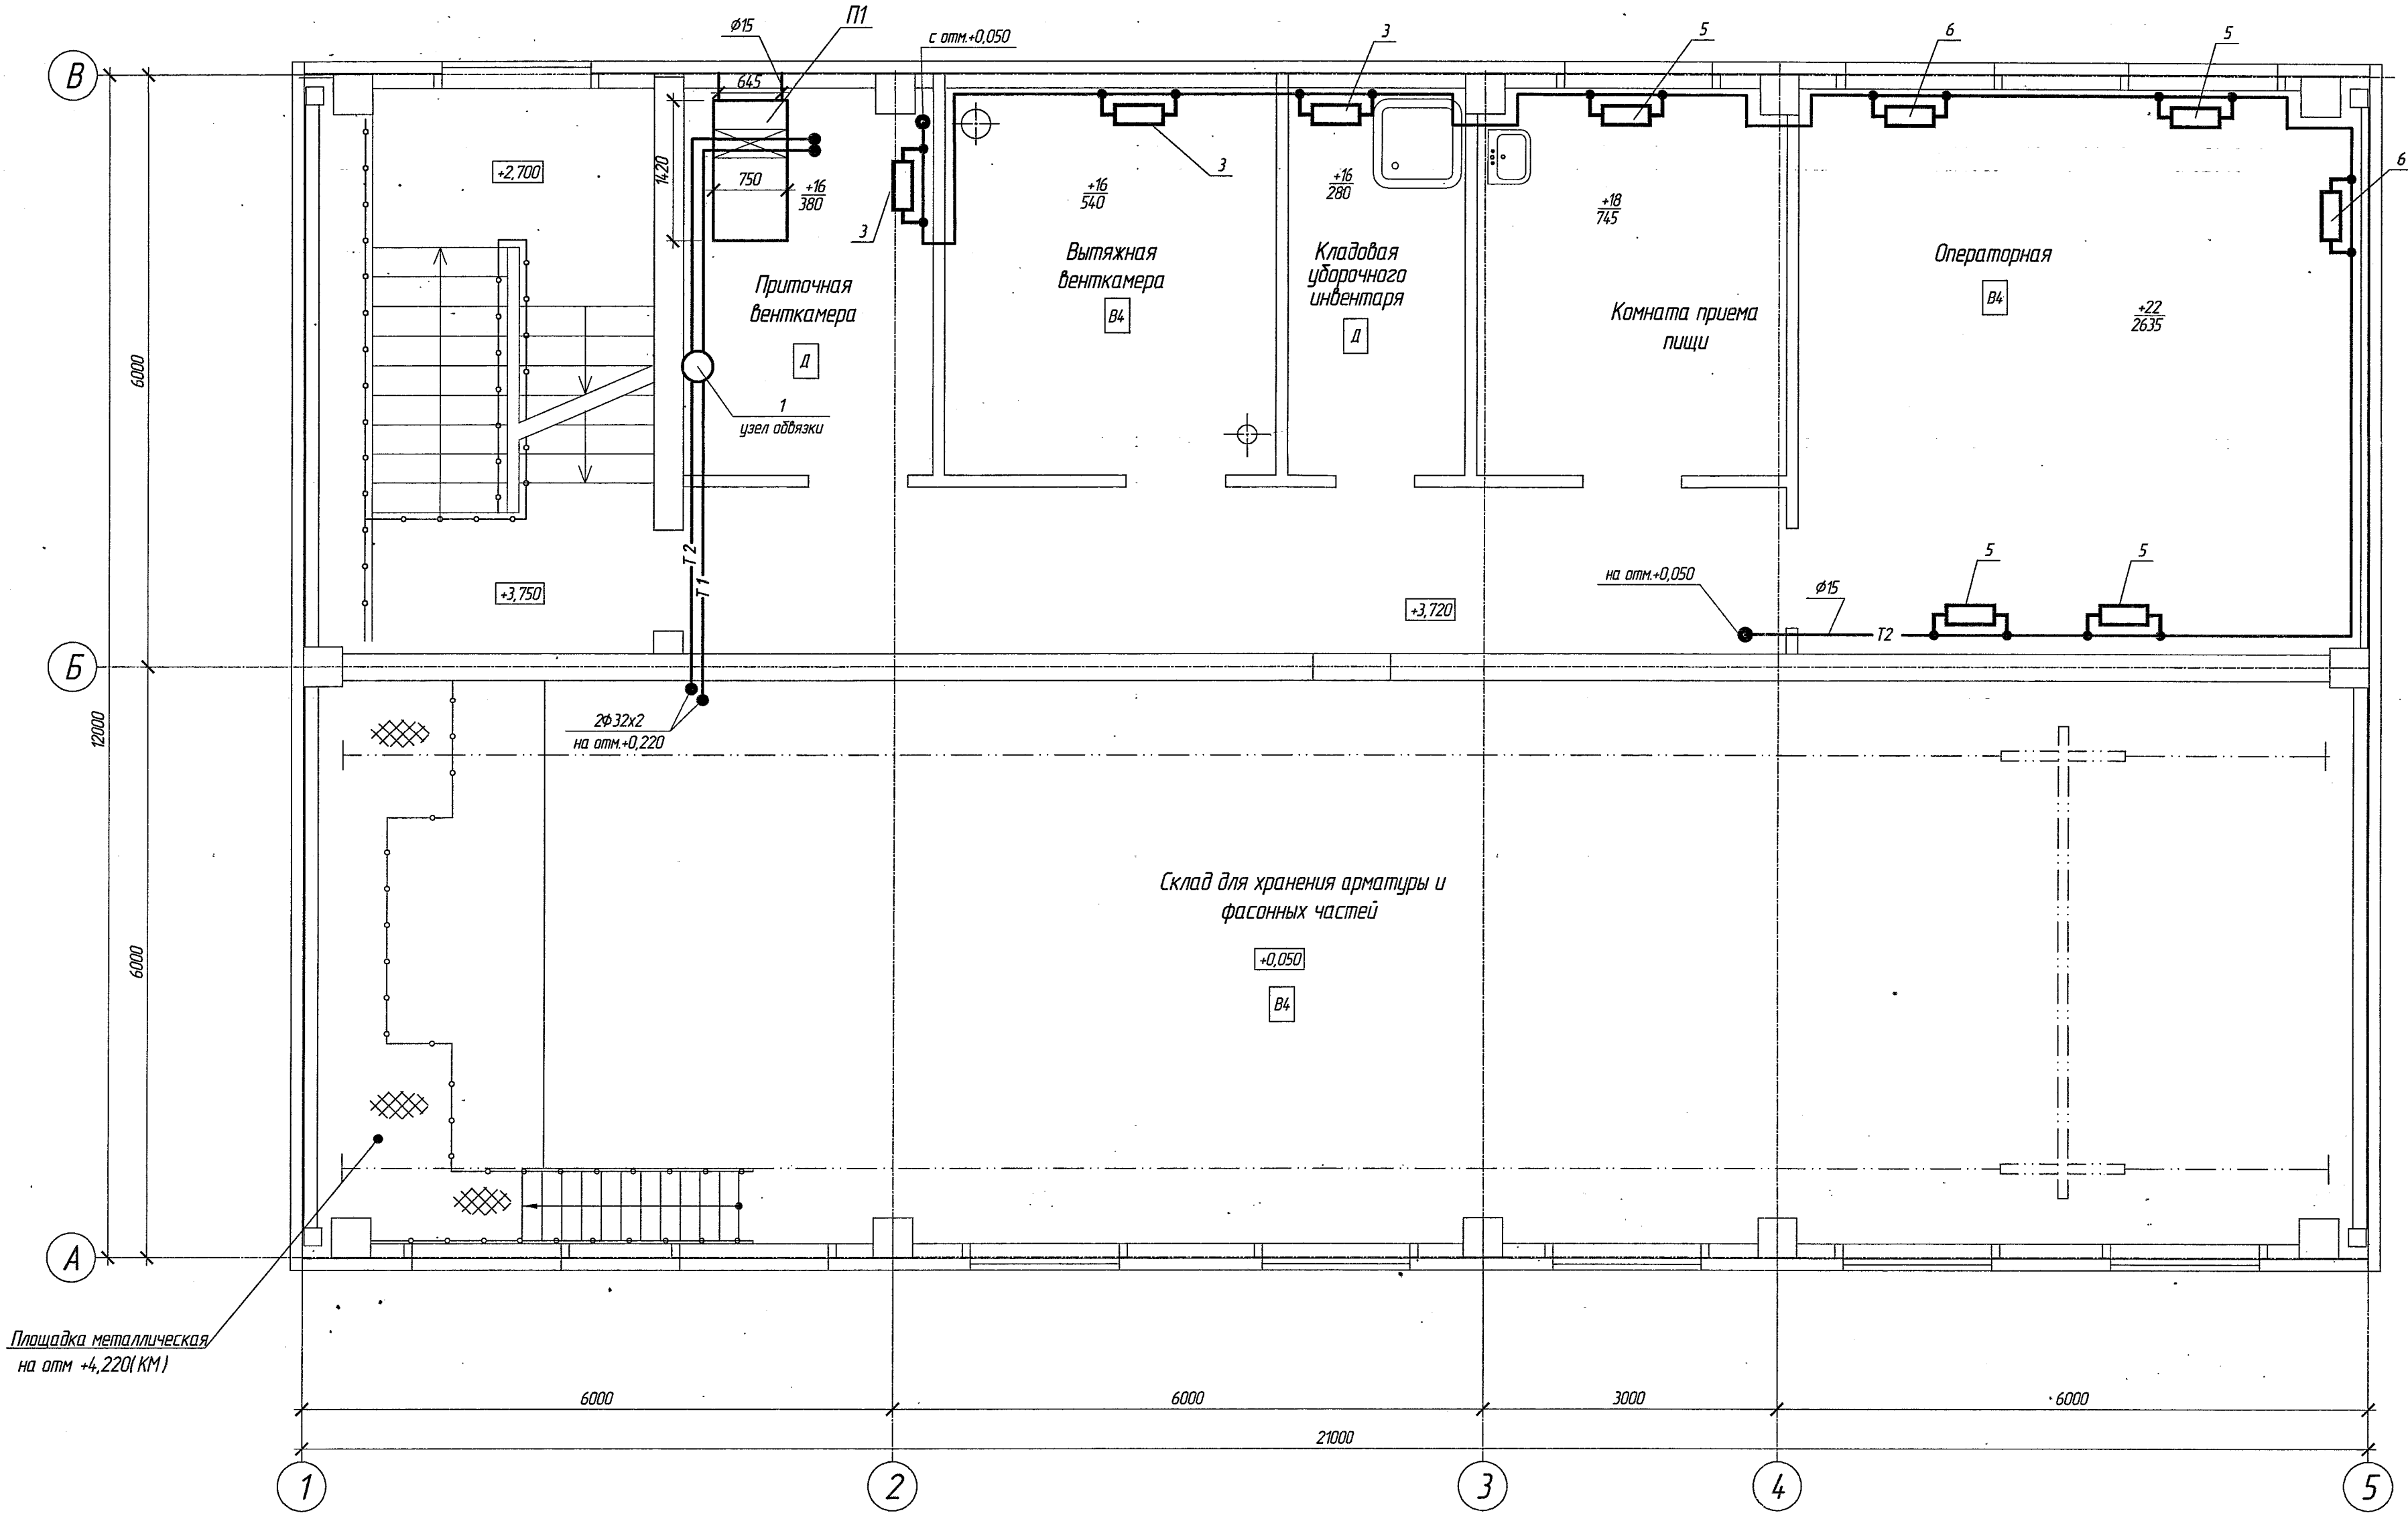 П1
ϕ15
с отм.+0,050
3
5
6
5
В
645
1420
750
+2,700
+16
380
3
3
+16
540
+16
280
+18
745
6
Приточная
венткамера
Д
Вытяжная
венткамера
В4
Кладовая
уборочного
инвентаря
Д
Комната приема
пищи
Операторная
В4
+22
2635
6000
1
узел обвязки
Т2
Т1
+3,750
+3,720
на отм.+0,050
ϕ15
Т2
5
5
Б
12000
2ϕ32х2
на отм.+0,220
Склад для хранения арматуры и
фасонных частей
+0,050
В4
6000
А
Площадка металлическая
на отм +4,220(КМ)
6000
6000
3000
6000
21000
1
2
3
4
5